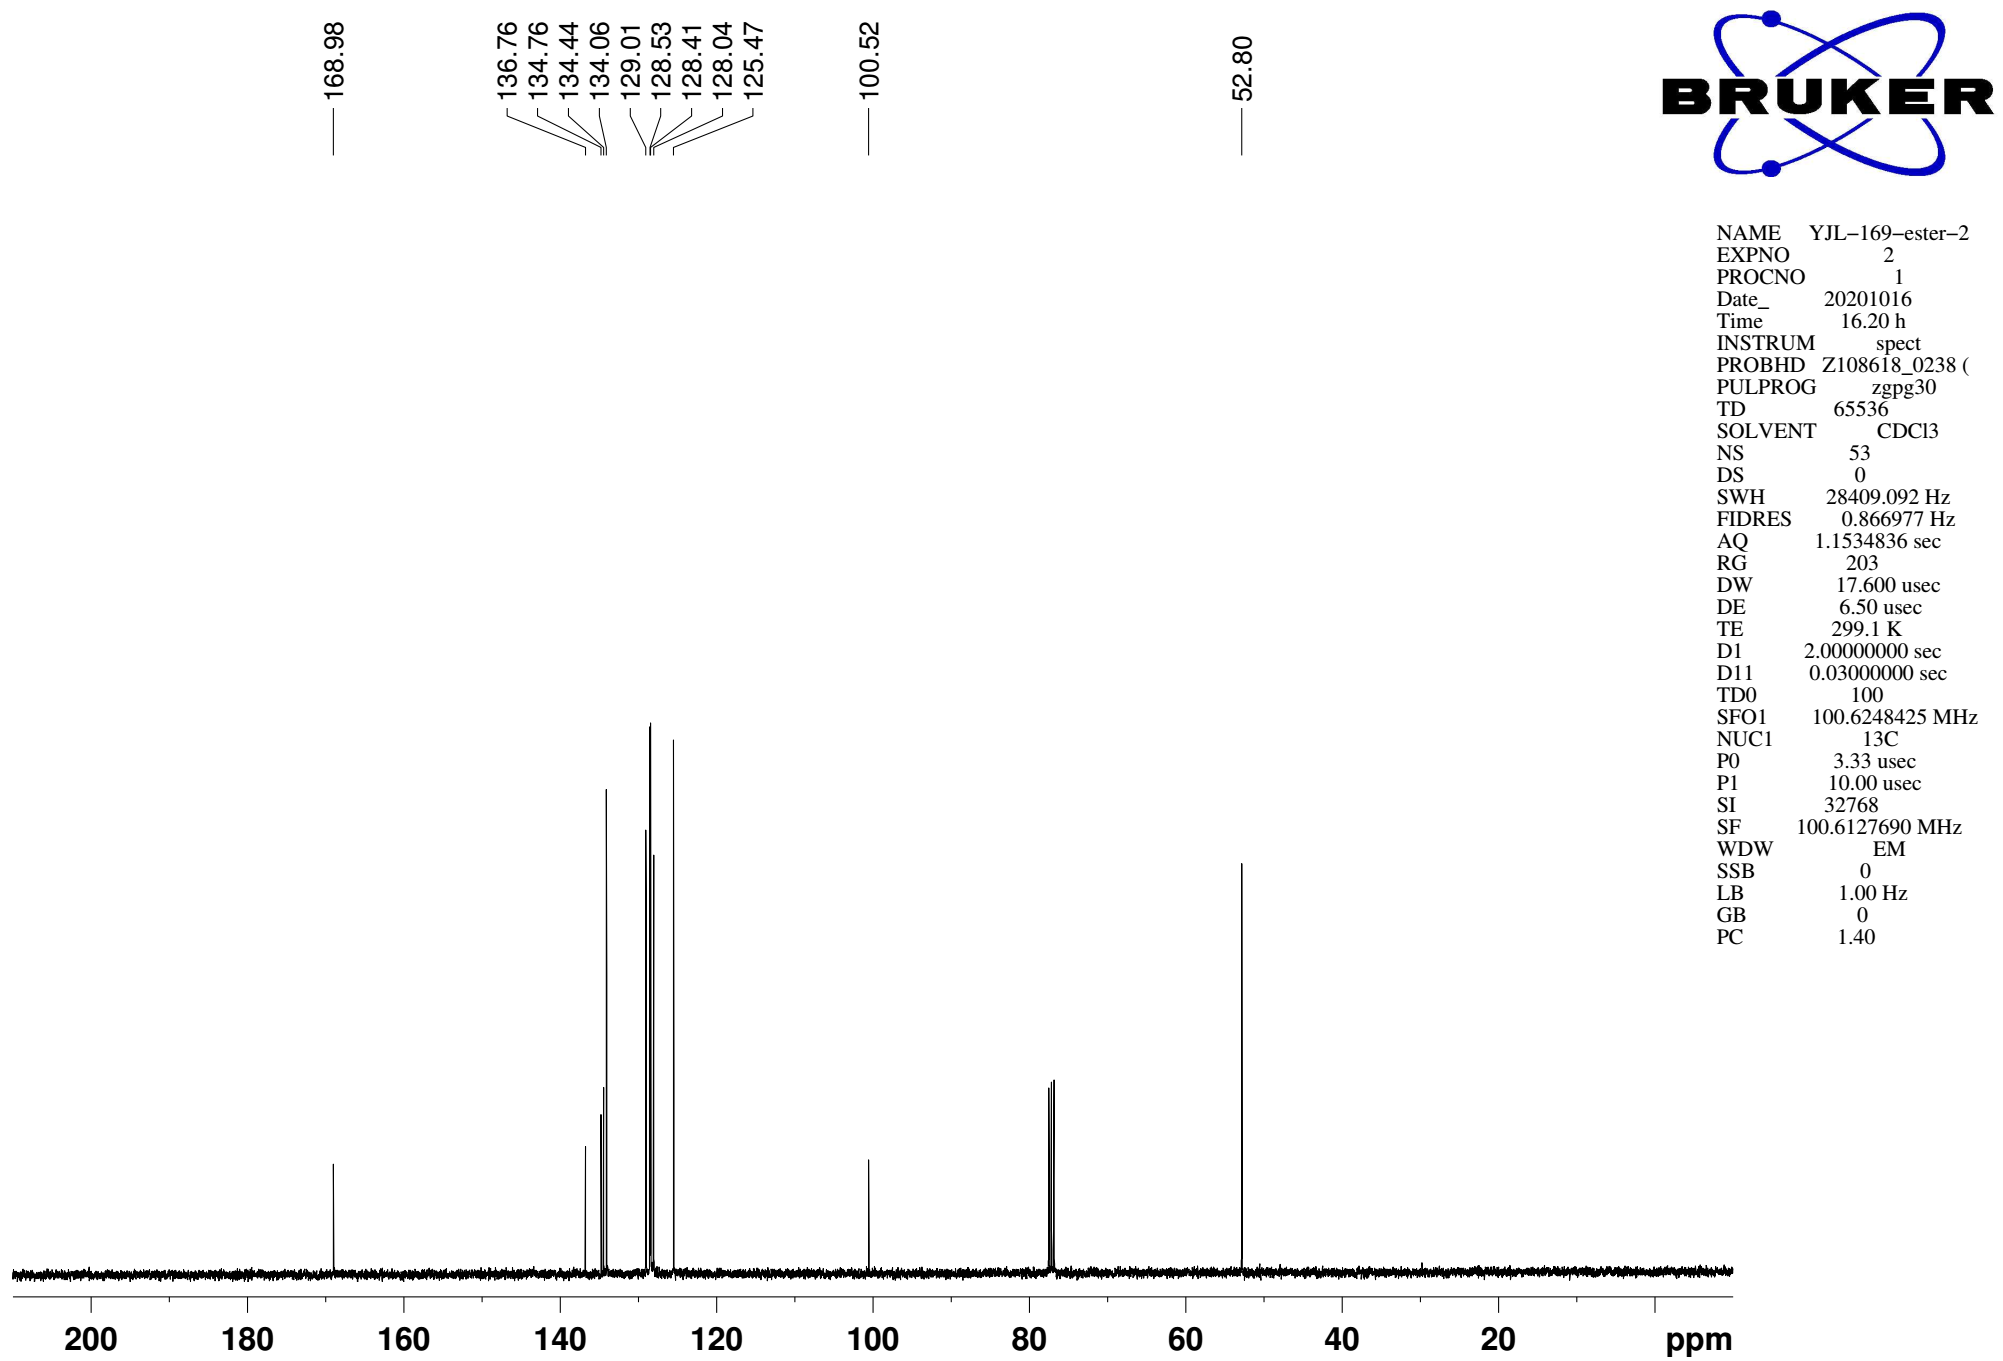 168.98
136.76
134.76
134.44
134.06
129.01
128.53
128.41
128.04
125.47
100.52
52.80
BRUKER
NAME YJL-169-ester-2
EXPNO 2
PROCNO 1
Date_ 20201016
Time 16.20 h
INSTRUM spect
PROBHD Z108618_0238 (
PULPROG zgpg30
TD 65536
SOLVENT CDCl3
NS 53
DS 0
SWH 28409.092 Hz
FIDRES 0.866977 Hz
AQ 1.1534836 sec
RG 203
DW 17.600 usec
DE 6.50 usec
TE 299.1 K
D1 2.00000000 sec
D11 0.03000000 sec
TD0 100
SFO1 100.6248425 MHz
NUC1 13C
P0 3.33 usec
P1 10.00 usec
SI 32768
SF 100.6127690 MHz
WDW EM
SSB 0
LB 1.00 Hz
GB 0
PC 1.40
200 180 160 140 120 100 80 60 40 20 ppm